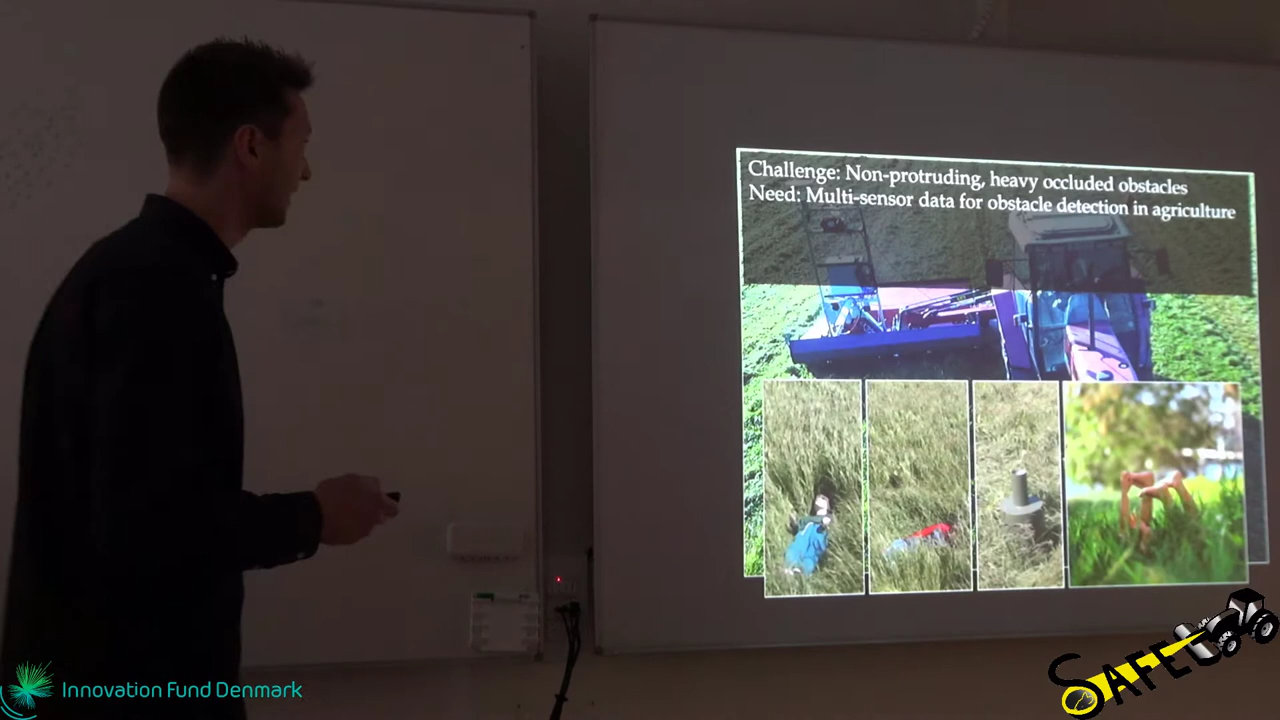 Challenge: Non-protruding, heavy occluded obstacles
Need: Multi-sensor data for obstacle detection in agriculture
Innovation Fund Denmark
SAFE